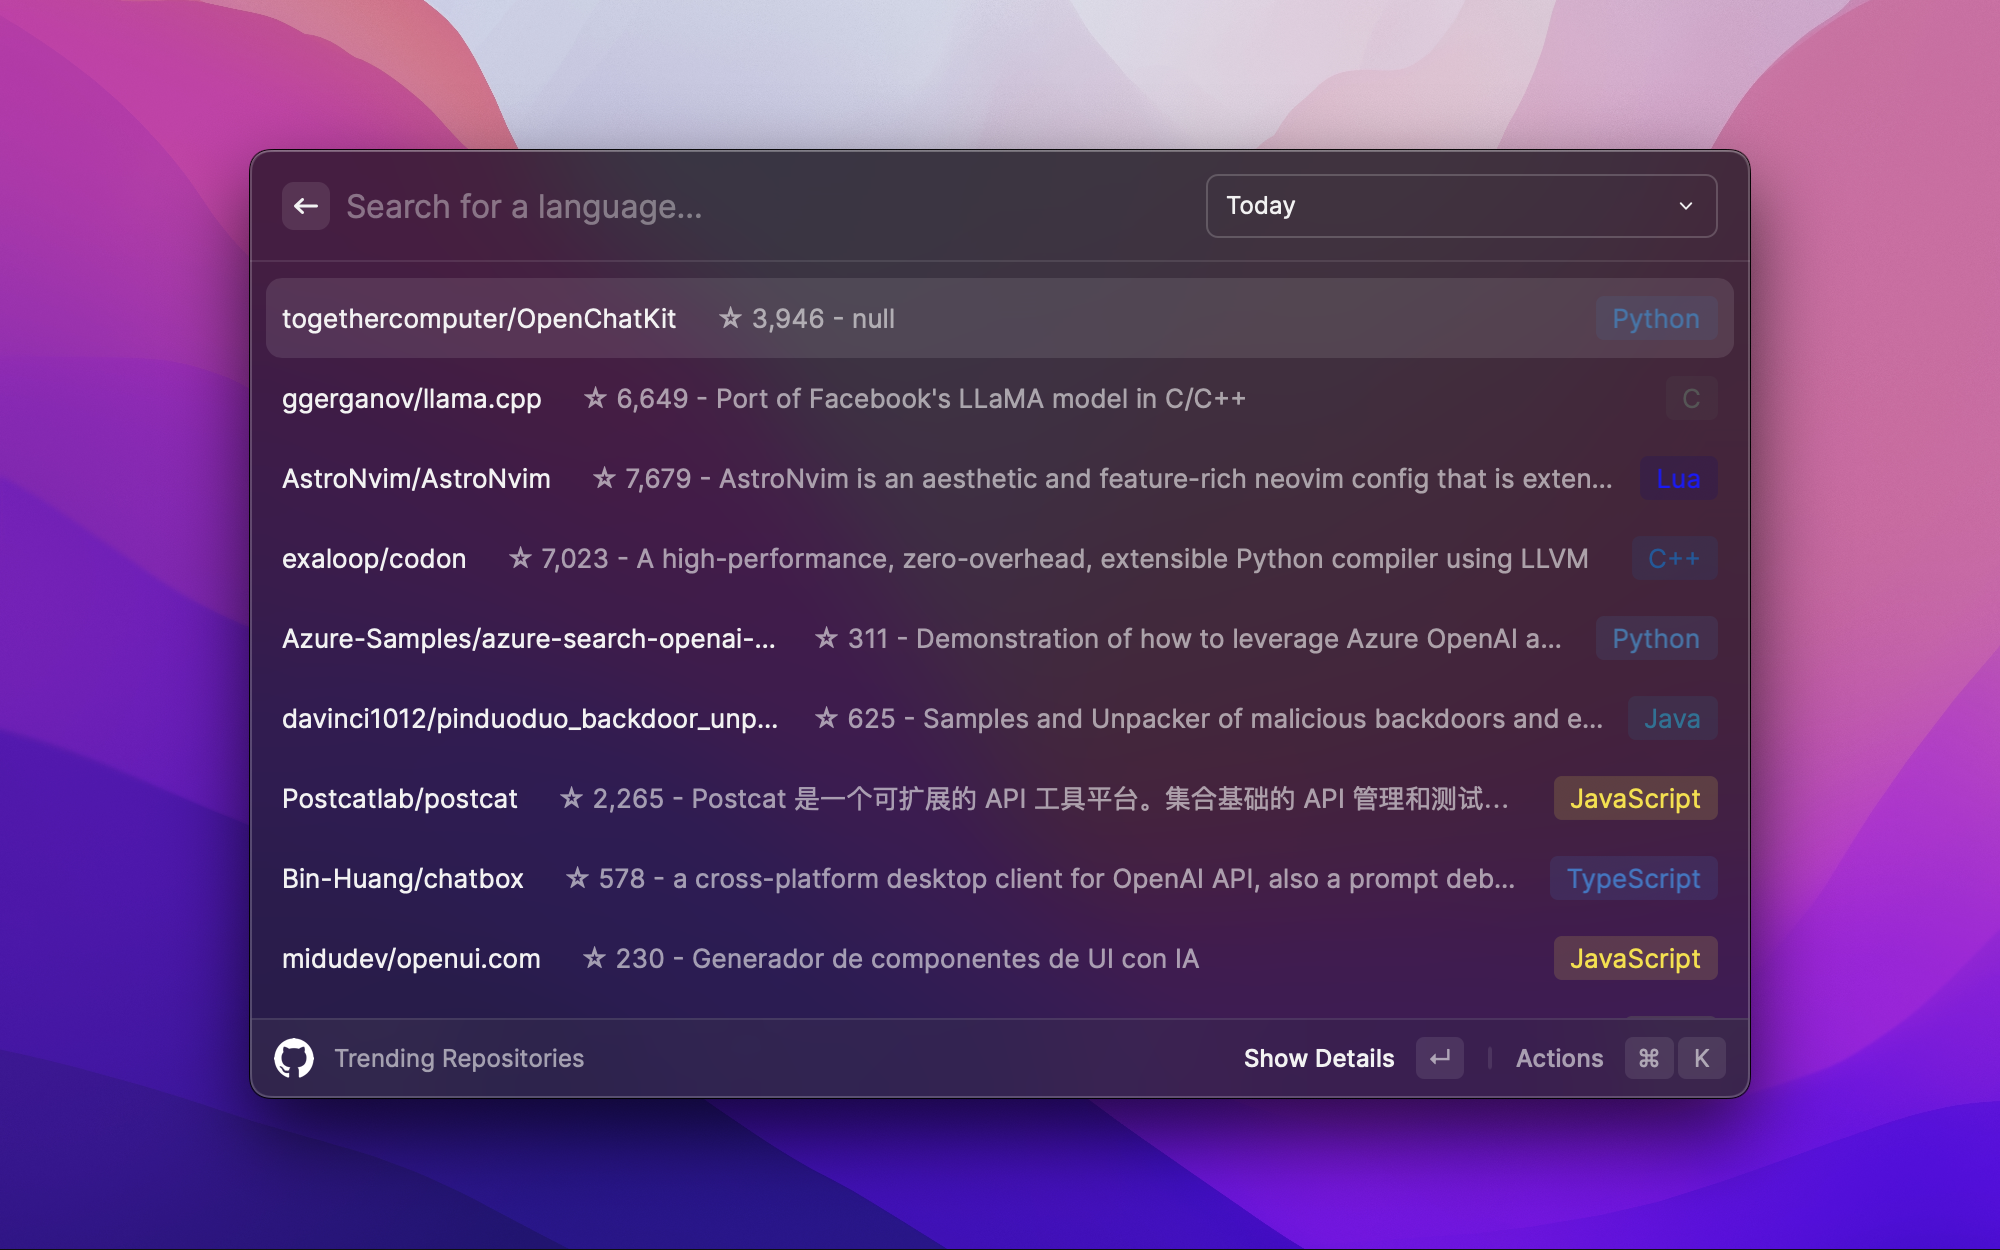 Search for a language...
Today
togethercomputer/OpenChatKit ☆ 3,946 - null Python
ggerganov/llama.cpp ☆ 6,649 - Port of Facebook's LLaMA model in C/C++ C
AstroNvim/AstroNvim ☆ 7,679 - AstroNvim is an aesthetic and feature-rich neovim config that is exten... Lua
exaloop/codon ☆ 7,023 - A high-performance, zero-overhead, extensible Python compiler using LLVM C++
Azure-Samples/azure-search-openai-... ☆ 311 - Demonstration of how to leverage Azure OpenAI a... Python
davinci1012/pinduoduo_backdoor_unp... ☆ 625 - Samples and Unpacker of malicious backdoors and e... Java
Postcatlab/postcat ☆ 2,265 - Postcat 是一个可扩展的 API 工具平台。集合基础的 API 管理和测试... JavaScript
Bin-Huang/chatbox ☆ 578 - a cross-platform desktop client for OpenAI API, also a prompt deb... TypeScript
midudev/openui.com ☆ 230 - Generador de componentes de UI con IA JavaScript
Trending Repositories
Show Details ↵ Actions ⌘ K